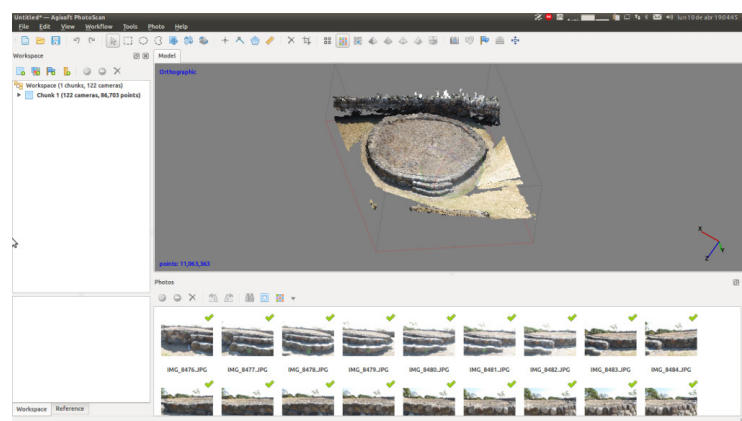 Untitled* — Agisoft PhotoScan
lun 10 de abr 19:04:45
File Edit View Workflow Tools Photo Help
Workspace
Model
Workspace (1 chunks, 122 cameras)
Chunk 1 (122 cameras, 86,703 points)
Orthographic
X
Y
Z
points: 11,063,363
Photos
IMG_8476.JPG IMG_8477.JPG IMG_8478.JPG IMG_8479.JPG IMG_8480.JPG IMG_8481.JPG IMG_8482.JPG IMG_8483.JPG IMG_8484.JPG
Workspace Reference